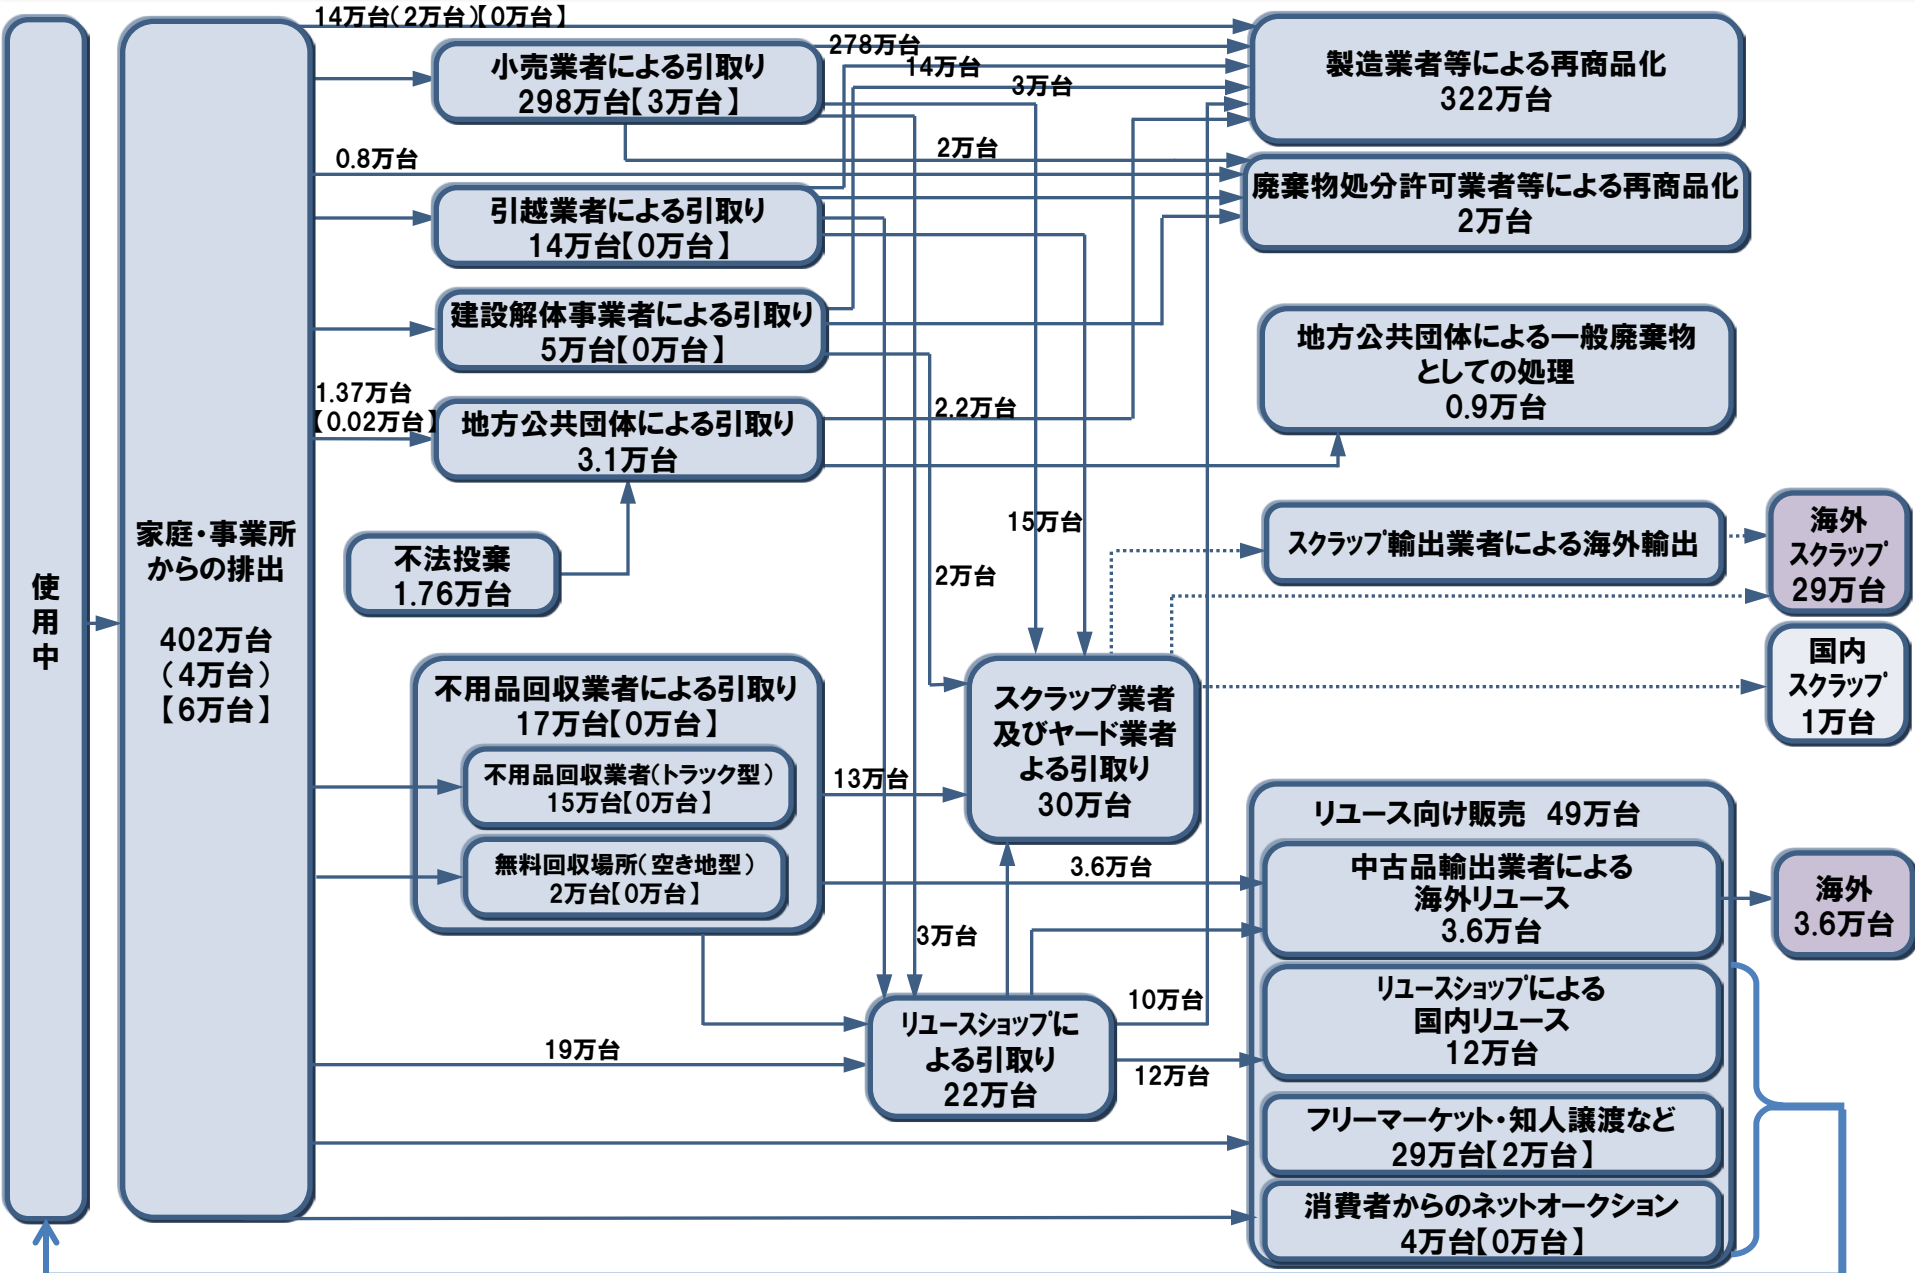 使
用
中
家庭・事業所
からの排出
402万台
(4万台)
【6万台】
14万台(2万台)【0万台】
小売業者による引取り
298万台【3万台】
278万台
14万台
3万台
製造業者等による再商品化
322万台
0.8万台
2万台
廃棄物処分許可業者等による再商品化
2万台
引越業者による引取り
14万台【0万台】
建設解体事業者による引取り
5万台【0万台】
地方公共団体による一般廃棄物
としての処理
0.9万台
1.37万台
【0.02万台】
地方公共団体による引取り
3.1万台
2.2万台
不法投棄
1.76万台
15万台
2万台
スクラップ輸出業者による海外輸出
海外
スクラップ
29万台
国内
スクラップ
1万台
不用品回収業者による引取り
17万台【0万台】
不用品回収業者(トラック型)
15万台【0万台】
無料回収場所(空き地型)
2万台【0万台】
13万台
スクラップ業者
及びヤード業者
よる引取り
30万台
3.6万台
3万台
リユース向け販売 49万台
中古品輸出業者による
海外リユース
3.6万台
海外
3.6万台
リユースショップによる
国内リユース
12万台
10万台
12万台
19万台
リユースショップに
よる引取り
22万台
フリーマーケット・知人譲渡など
29万台【2万台】
消費者からのネットオークション
4万台【0万台】